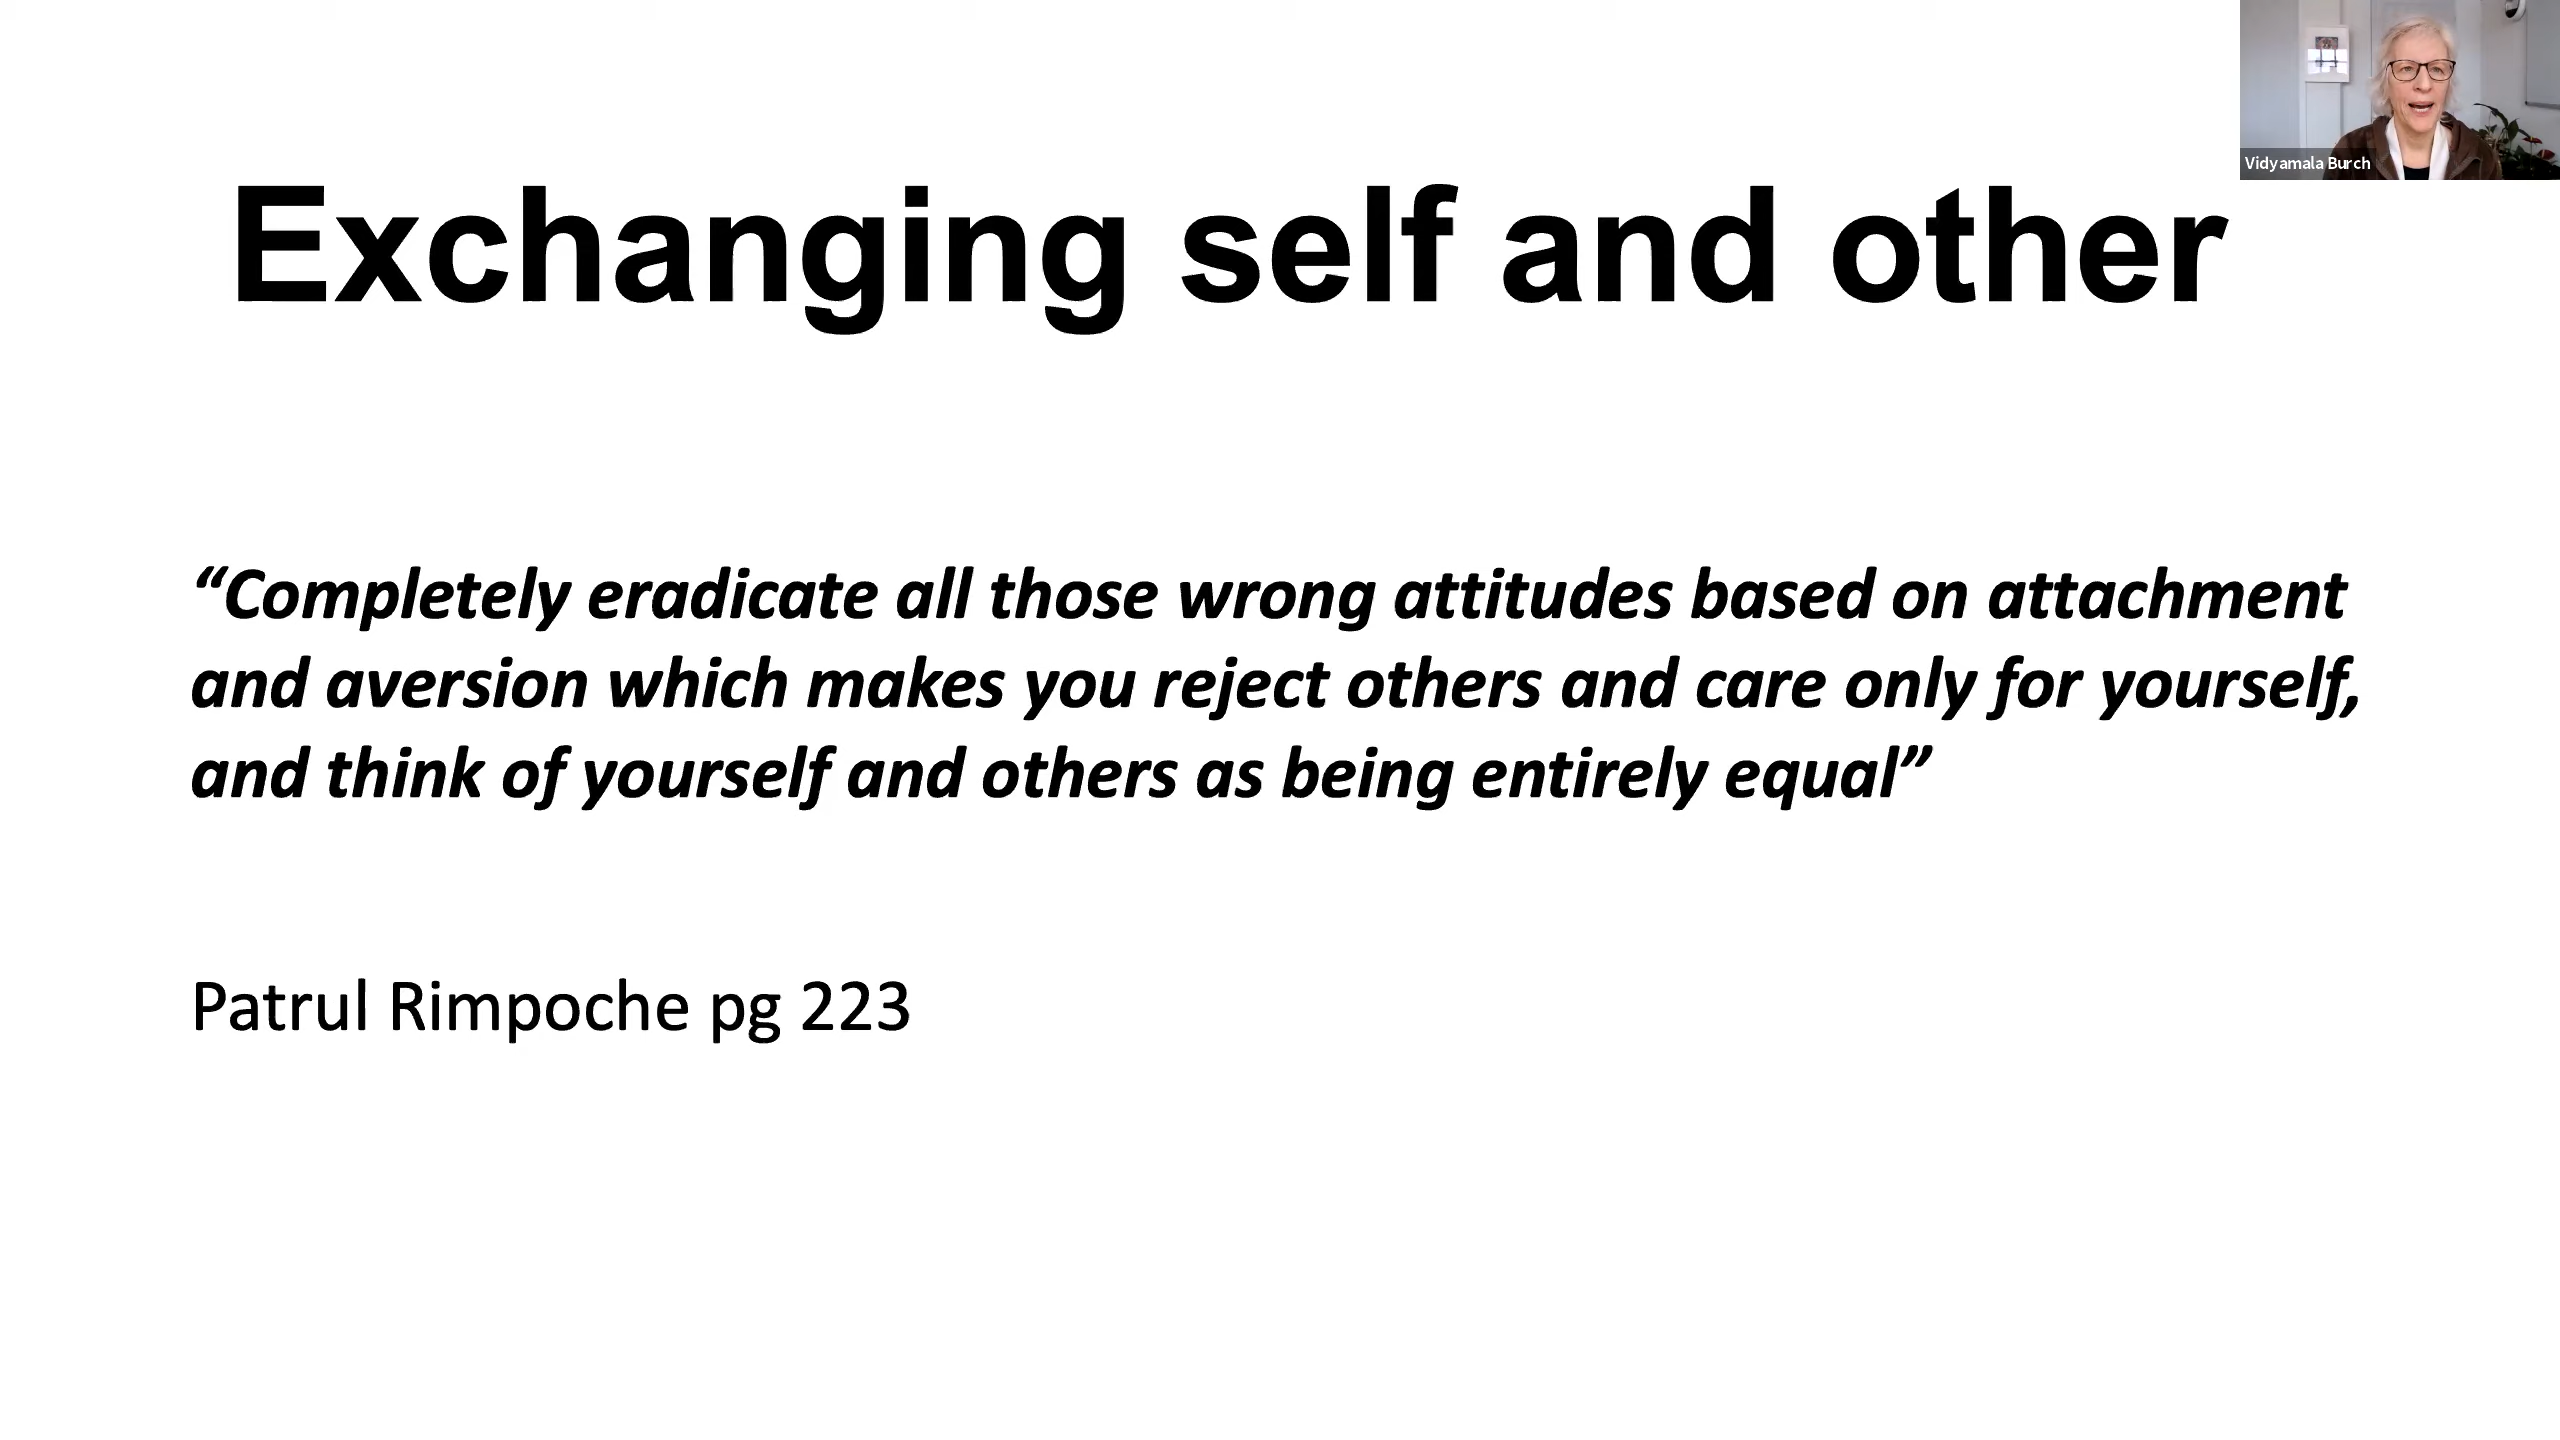 Vidyamala Burch
Exchanging self and other
“Completely eradicate all those wrong attitudes based on attachment
and aversion which makes you reject others and care only for yourself,
and think of yourself and others as being entirely equal”
Patrul Rimpoche pg 223